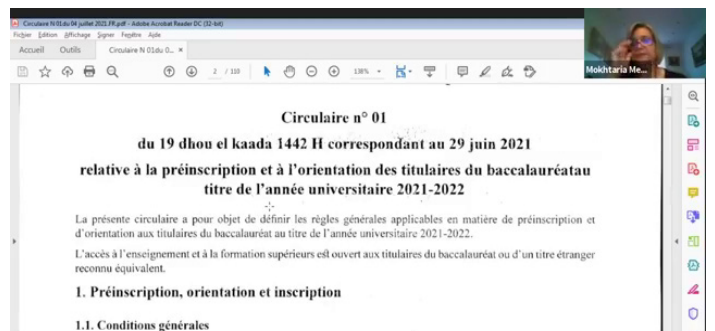 Circulaire N 01du 04 juillet 2021.FR.pdf - Adobe Acrobat Reader DC (32-bit)
Fichier Edition Affichage Signer Fenêtre Aide
Accueil Outils Circulaire N 01du 0... ×
2 / 110 138%
Mokhtaria Me...
Circulaire n° 01
du 19 dhou el kaada 1442 H correspondant au 29 juin 2021
relative à la préinscription et à l'orientation des titulaires du baccalauréatau
titre de l'année universitaire 2021-2022
La présente circulaire a pour objet de définir les règles générales applicables en matière de préinscription et
d'orientation aux titulaires du baccalauréat au titre de l'année universitaire 2021-2022.
L'accès à l'enseignement et à la formation supérieurs est ouvert aux titulaires du baccalauréat ou d'un titre étranger
reconnu équivalent.
1. Préinscription, orientation et inscription
1.1. Conditions générales